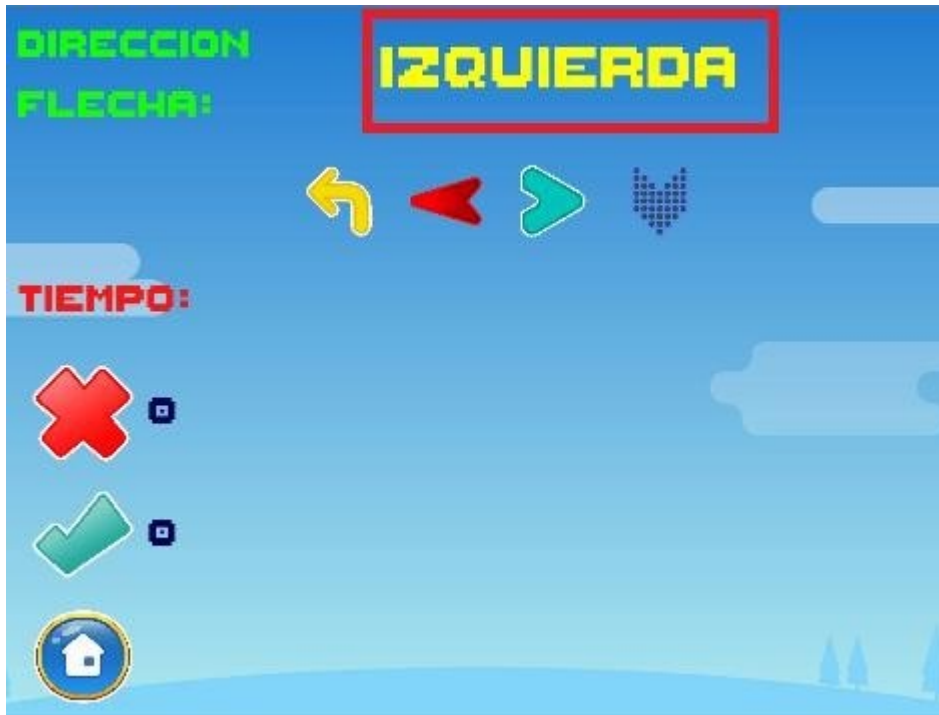 DIRECCION
FLECHA:
IZQUIERDA
TIEMPO:
0
0